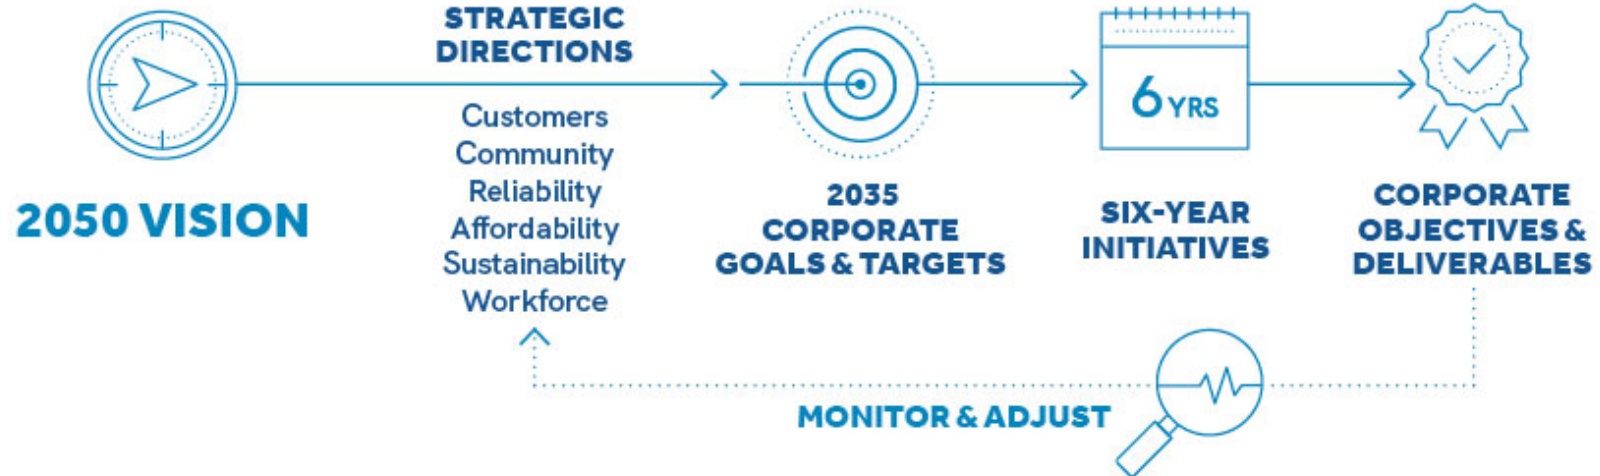 2050 VISION
STRATEGIC
DIRECTIONS
Customers
Community
Reliability
Affordability
Sustainability
Workforce
2035
CORPORATE
GOALS & TARGETS
6 YRS
SIX-YEAR
INITIATIVES
CORPORATE
OBJECTIVES &
DELIVERABLES
MONITOR & ADJUST